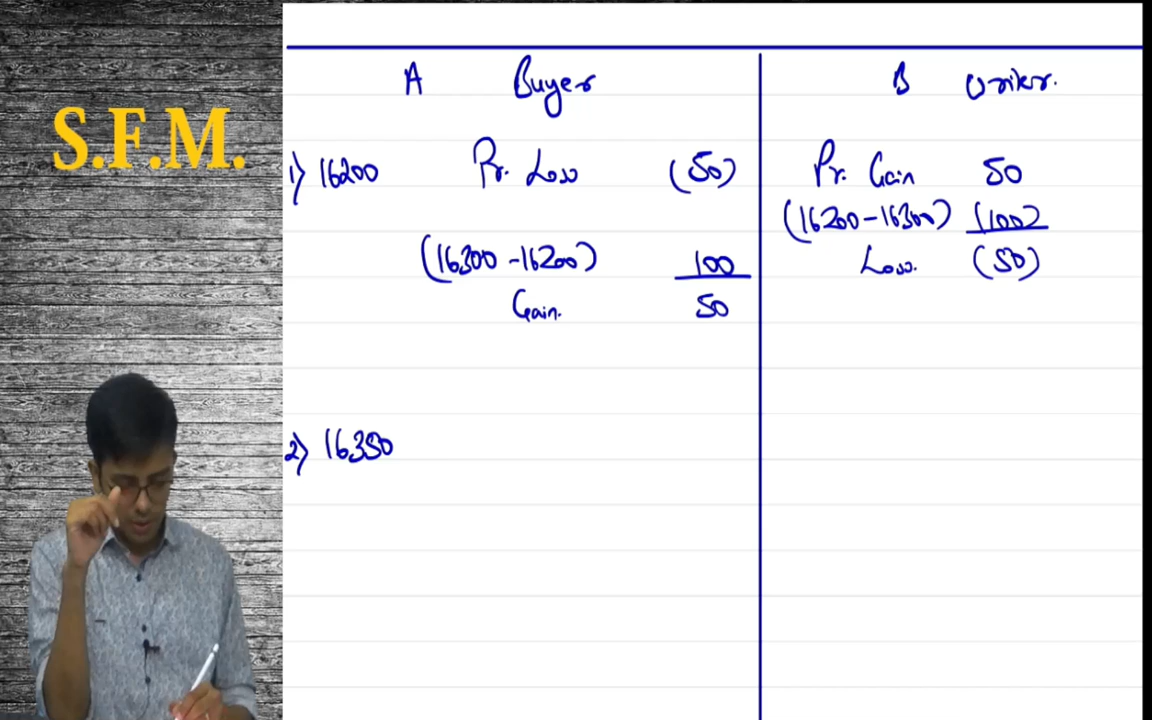 S.F.M.
A Buyer
B Writer.
1) 16200 Pr. Loss (50)
(16300 - 16200) 100
Gain. 50
Pr. Gain 50
(16200 - 16300) (100)
Loss. (50)
2) 16350